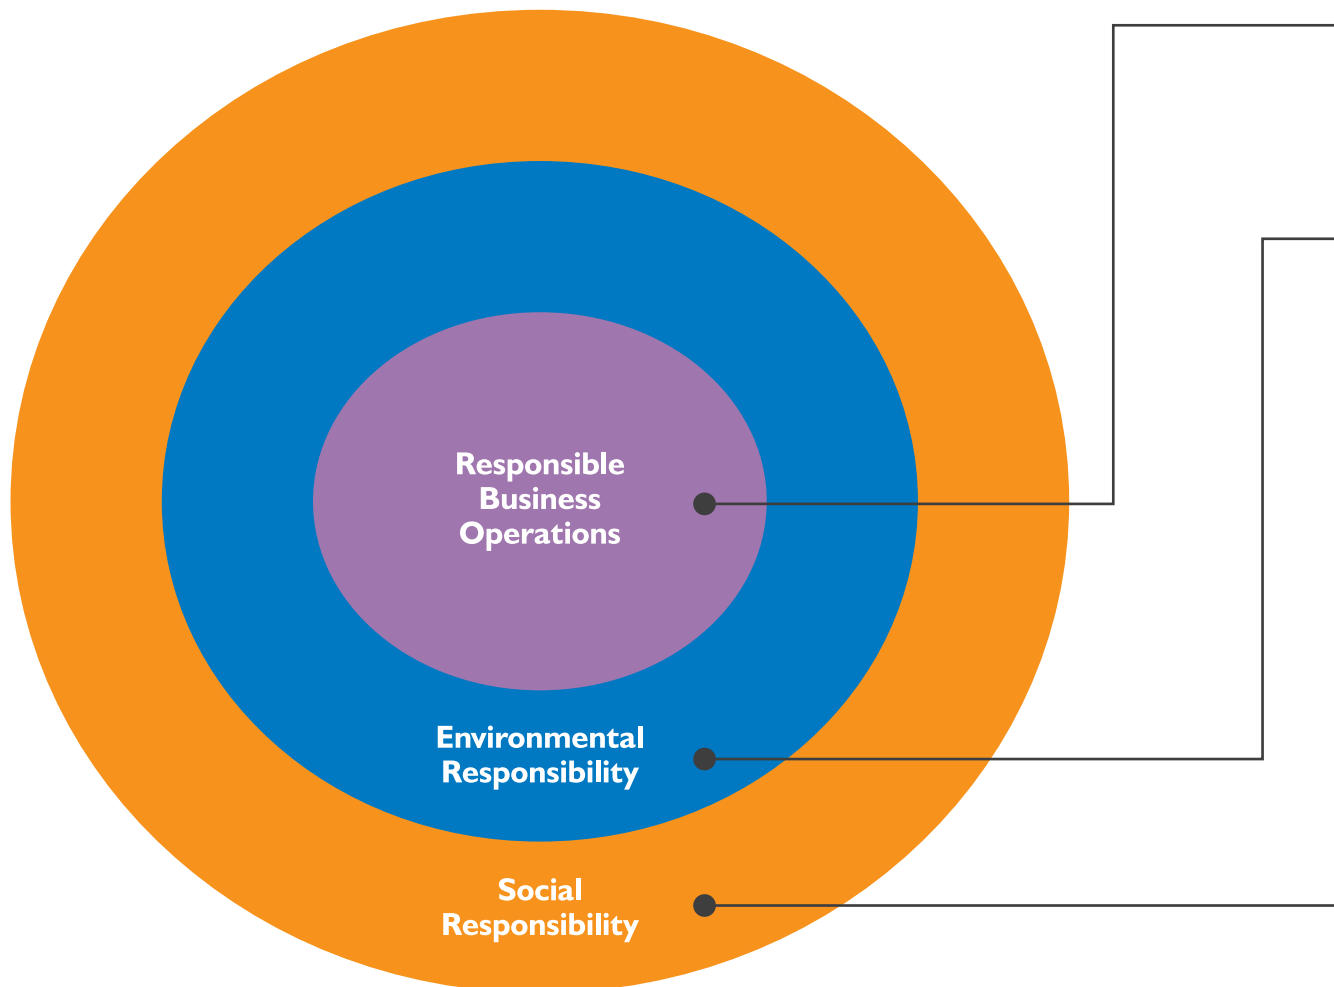 Responsible
Business
Operations
Environmental
Responsibility
Social
Responsibility